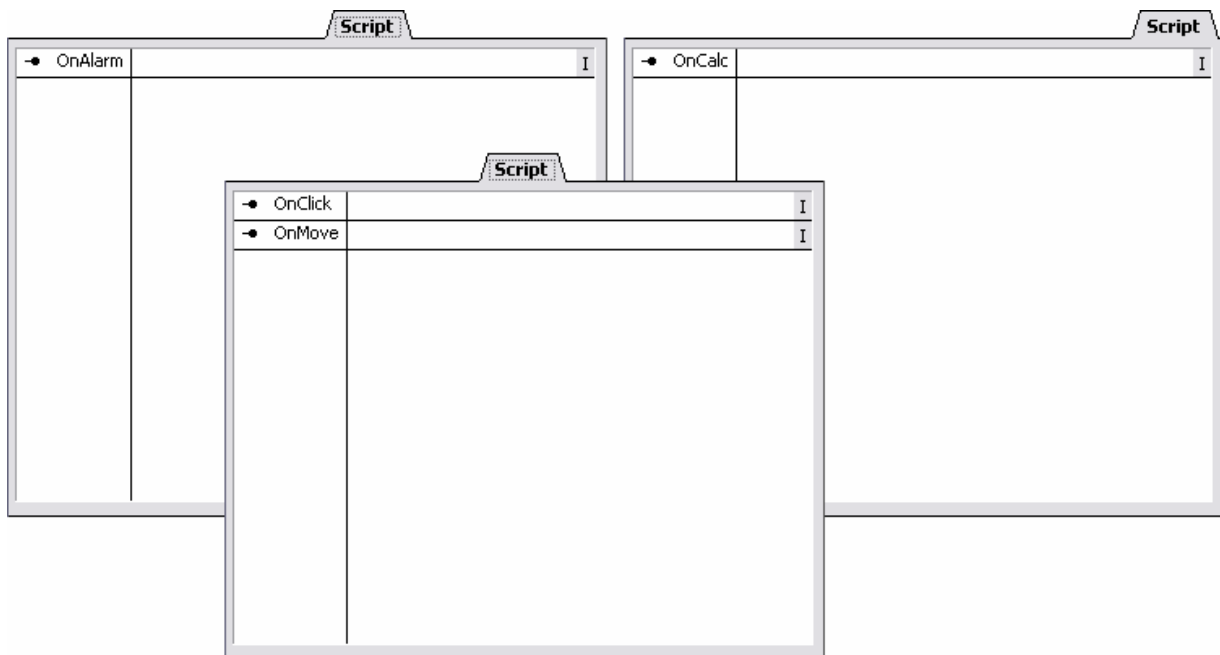 Script
OnAlarm I
Script
OnCalc I
Script
OnClick I
OnMove I